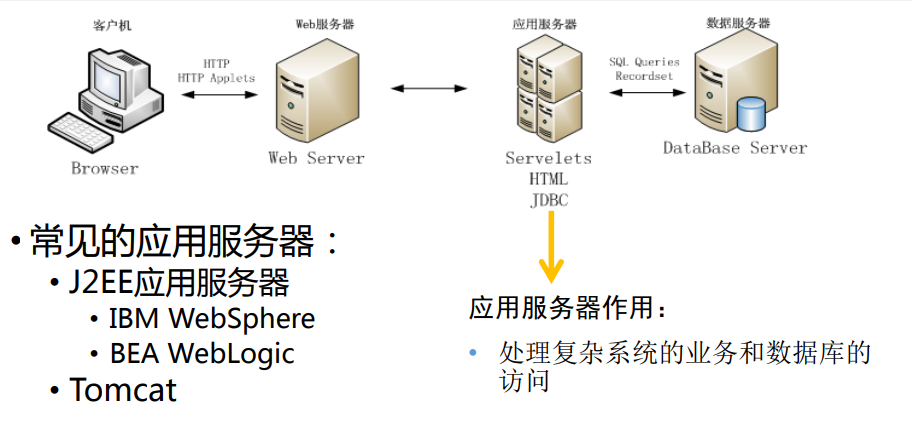 客户机
Web服务器
应用服务器
数据服务器
HTTP
HTTP Applets
SQL Queries
Recordset
Browser
Web Server
Servelets
HTML
JDBC
DataBase Server
• 常见的应用服务器：
• J2EE应用服务器
• IBM WebSphere
• BEA WebLogic
• Tomcat
应用服务器作用：
• 处理复杂系统的业务和数据库的
访问